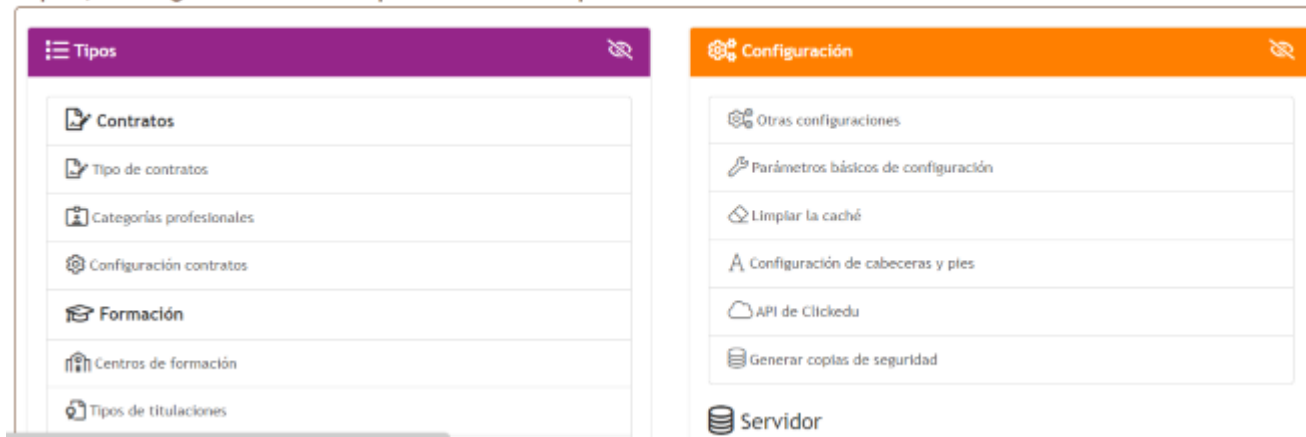 Tipos
Contratos
Tipo de contratos
Categorías profesionales
Configuración contratos
Formación
Centros de formación
Tipos de titulaciones
Configuración
Otras configuraciones
Parámetros básicos de configuración
Limpiar la caché
Configuración de cabeceras y pies
API de Clickedu
Generar copias de seguridad
Servidor